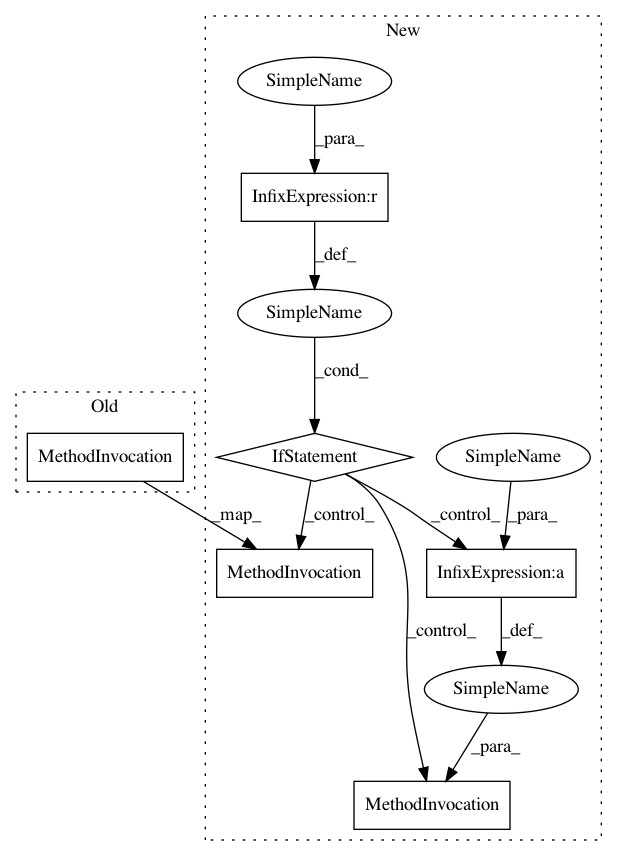 New
SimpleName
_para_
InfixExpression:r
_def_
SimpleName
_cond_
Old
MethodInvocation
IfStatement
SimpleName
_map_
_control_
_control_
_para_
MethodInvocation
InfixExpression:a
_control_
_def_
SimpleName
_para_
MethodInvocation